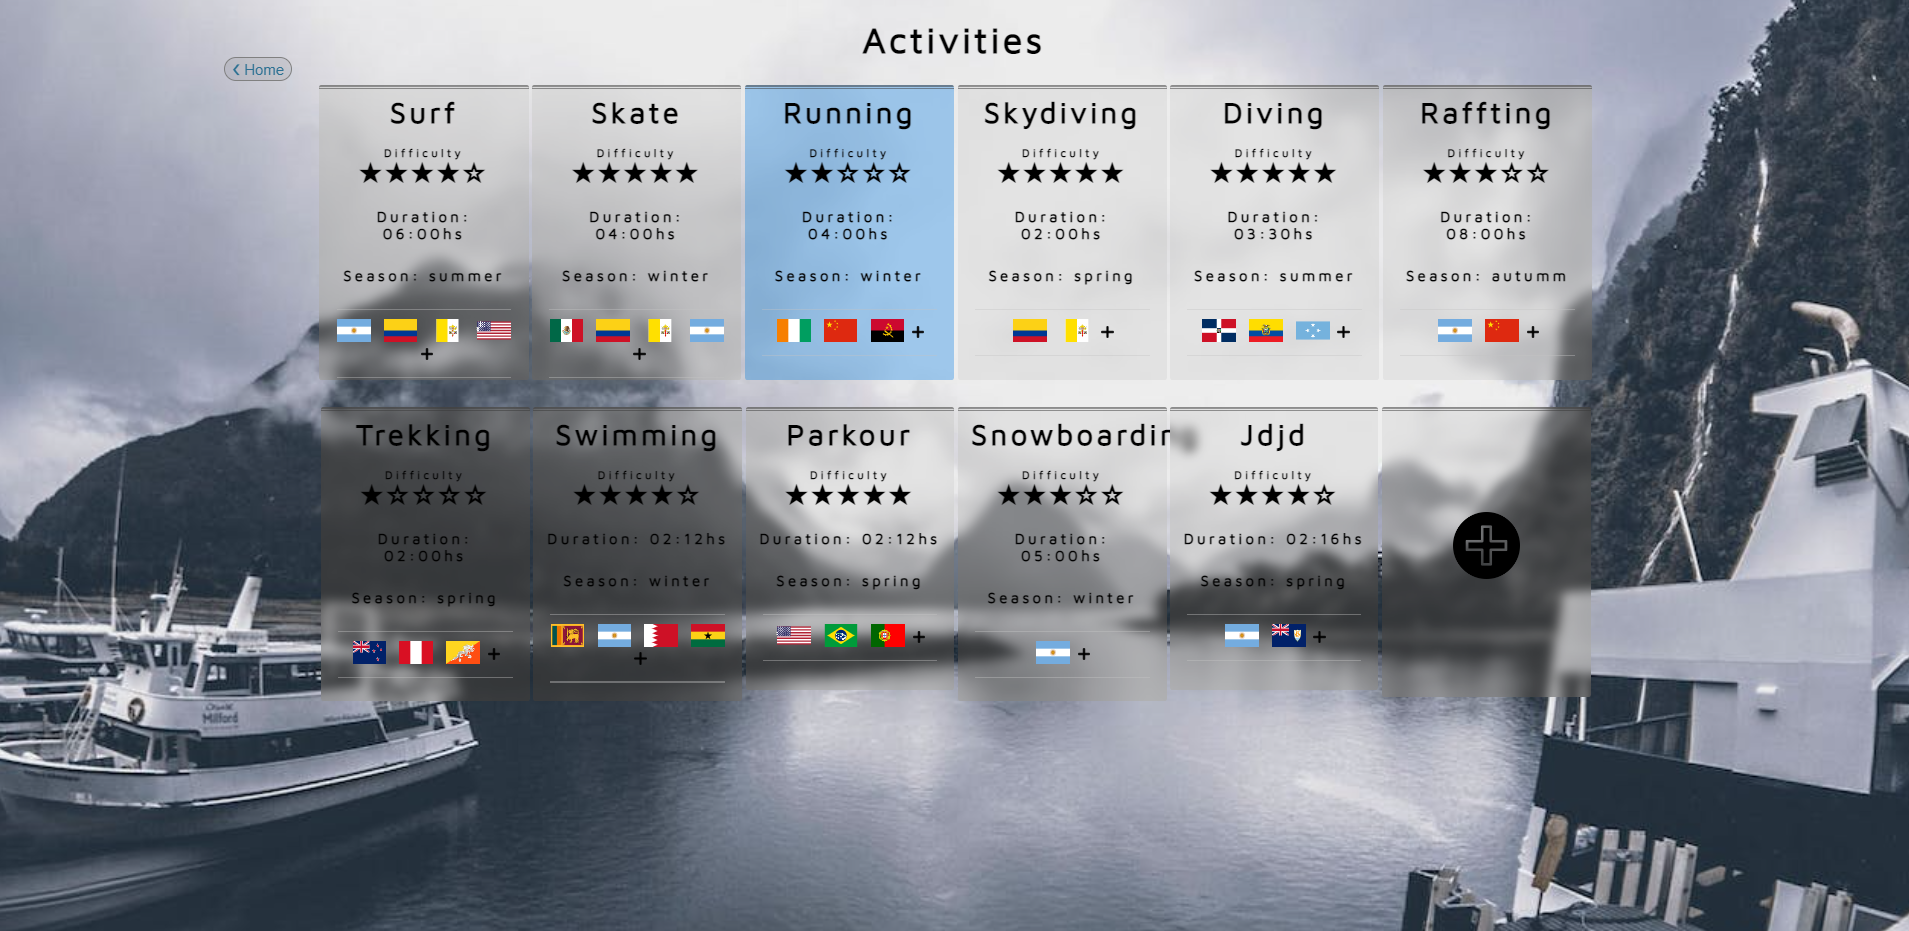 Activities
Home
Surf
Difficulty
Duration:
06:00hs
Season: summer
Skate
Difficulty
Duration:
04:00hs
Season: winter
Running
Difficulty
Duration:
04:00hs
Season: winter
Skydiving
Difficulty
Duration:
02:00hs
Season: spring
Diving
Difficulty
Duration:
03:30hs
Season: summer
Raffting
Difficulty
Duration:
08:00hs
Season: autumm
Trekking
Difficulty
Duration:
02:00hs
Season: spring
Swimming
Difficulty
Duration: 02:12hs
Season: winter
Parkour
Difficulty
Duration: 02:12hs
Season: spring
Snowboarding
Difficulty
Duration:
05:00hs
Season: winter
Jdjd
Difficulty
Duration: 02:16hs
Season: spring
Milford